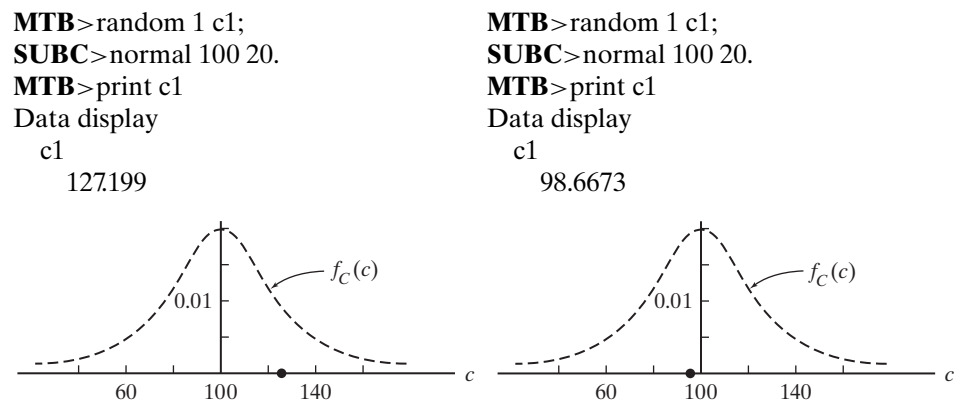 MTB>random 1 c1;
SUBC>normal 100 20.
MTB>print c1
Data display
c1
127.199
f_C(c)
0.01
60 100 140 c
MTB>random 1 c1;
SUBC>normal 100 20.
MTB>print c1
Data display
c1
98.6673
f_C(c)
0.01
60 100 140 c